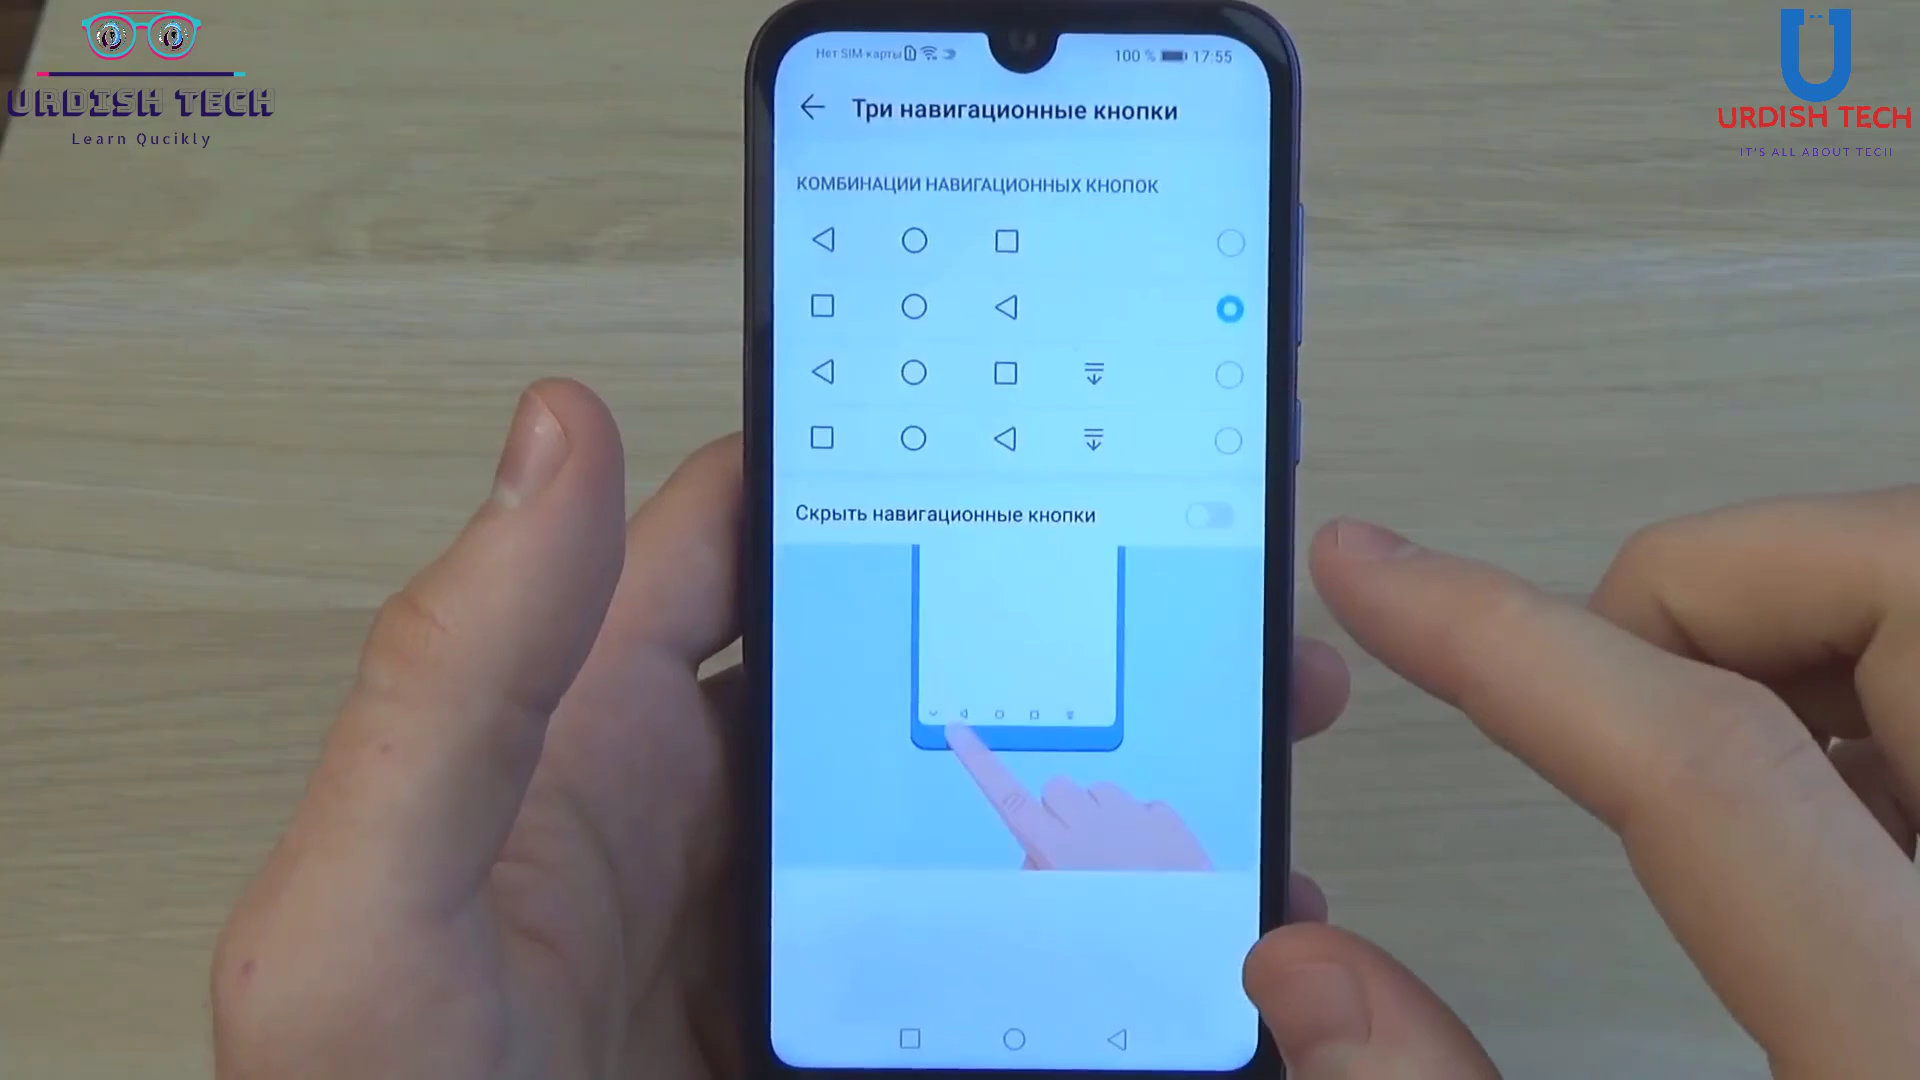 URDISH TECH
Learn Qucikly
URDISH TECH
IT'S ALL ABOUT TECH
Нет SIM-карты
100 % 17:55
Три навигационные кнопки
КОМБИНАЦИИ НАВИГАЦИОННЫХ КНОПОК
Скрыть навигационные кнопки